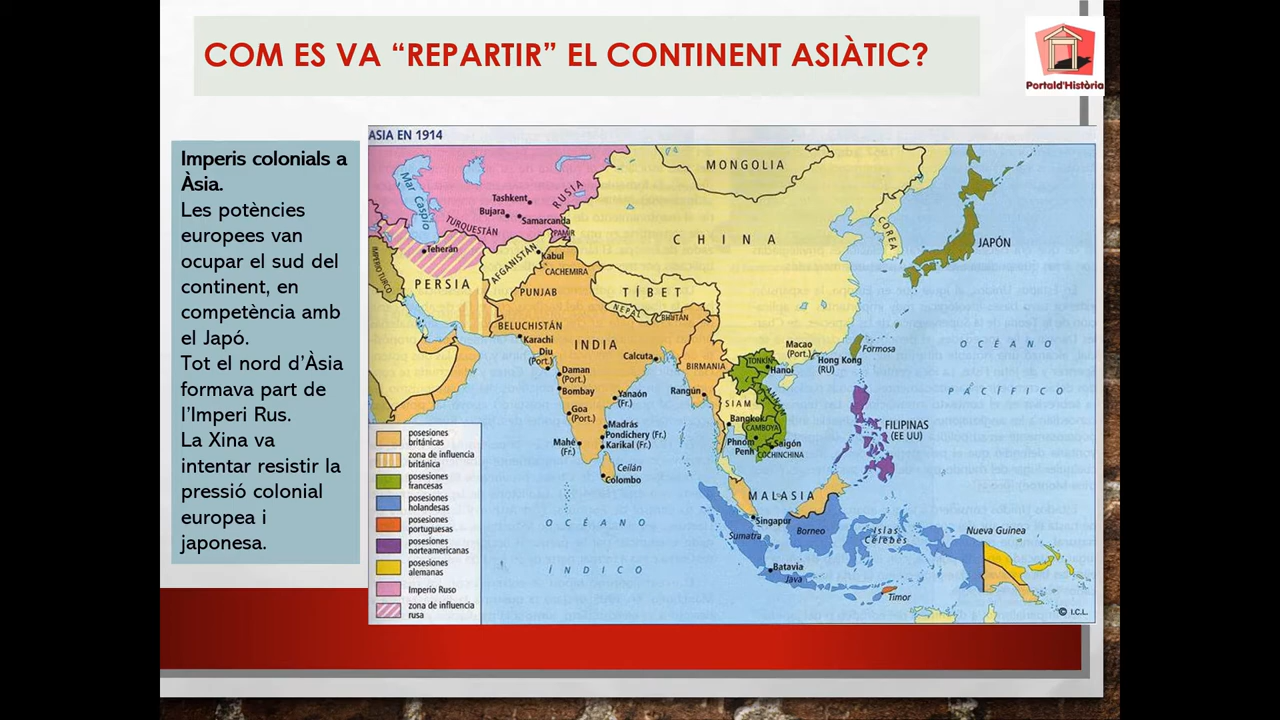 COM ES VA “REPARTIR” EL CONTINENT ASIÀTIC?
Portald'Història
Imperis colonials a
Àsia.
Les potències
europees van
ocupar el sud del
continent, en
competència amb
el Japó.
Tot el nord d’Àsia
formava part de
l’Imperi Rus.
La Xina va
intentar resistir la
pressió colonial
europea i
japonesa.
ASIA EN 1914
MONGOLIA
Mar Caspio
RUSIA
Tashkent
Bujara
Samarcanda
TURQUESTÁN
PAMIR
CHINA
COREA
JAPÓN
Teherán
IMPERIO TURCO
PERSIA
AFGANISTÁN
Kabul
CACHEMIRA
PUNJAB
TÍBET
NEPAL
BHUTÁN
BELUCHISTÁN
Karachi
INDIA
Diu
(Port.)
Calcuta
Daman
(Port.)
Bombay
Yanaón
(Fr.)
Goa
(Port.)
Madrás
Pondichery (Fr.)
Karikal (Fr.)
Mahé
(Fr.)
Ceilán
Colombo
BIRMANIA
Rangún
TONKÍN
Hanoi
Macao
(Port.)
Hong Kong
(RU)
Formosa
OCÉANO
PACÍFICO
SIAM
Bangkok
CAMBOYA
Phnom
Penh
Saigón
COCHINCHINA
FILIPINAS
(EE UU)
MALASIA
Singapur
Sumatra
Borneo
Islas
Célebes
Nueva Guinea
Batavia
Java
Timor
OCÉANO
ÍNDICO
posesiones
británicas
zona de influencia
británica
posesiones
francesas
posesiones
holandesas
posesiones
portuguesas
posesiones
norteamericanas
posesiones
alemanas
Imperio Ruso
zona de influencia
rusa
© I.C.L.